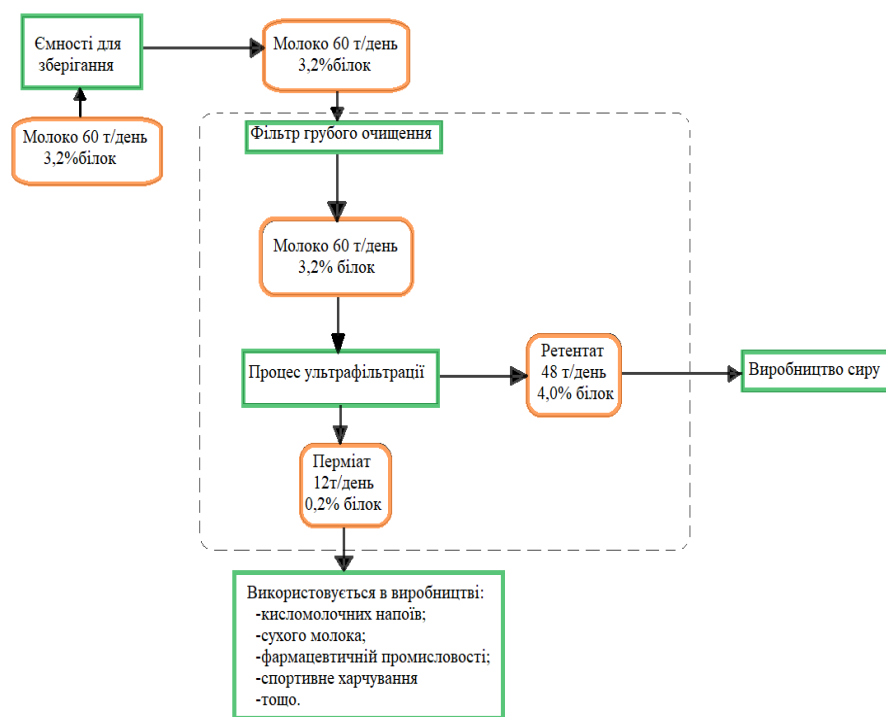 Ємності для
зберігання
Молоко 60 т/день
3,2%білок
Молоко 60 т/день
3,2%білок
Фільтр грубого очищення
Молоко 60 т/день
3,2% білок
Процес ультрафільтрації
Ретентат
48 т/день
4,0% білок
Виробництво сиру
Перміат
12т/день
0,2% білок
Використовується в виробництві:
-кисломолочних напоїв;
-сухого молока;
-фармацевтичній промисловості;
-спортивне харчування
-тощо.